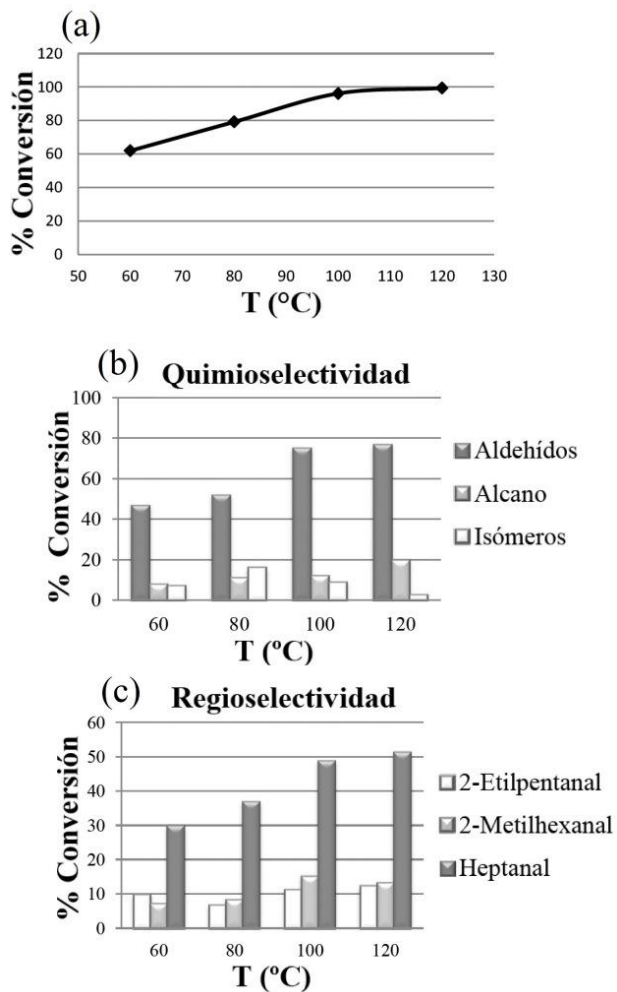 (a)
120
100
80
60
40
20
0
% Conversión
50 60 70 80 90 100 110 120 130
T (°C)
(b)
Quimioselectividad
100
80
60
40
20
0
% Conversión
60 80 100 120
T (ºC)
Aldehídos
Alcano
Isómeros
(c)
Regioselectividad
60
50
40
30
20
10
0
% Conversión
60 80 100 120
T (ºC)
2-Etilpentanal
2-Metilhexanal
Heptanal